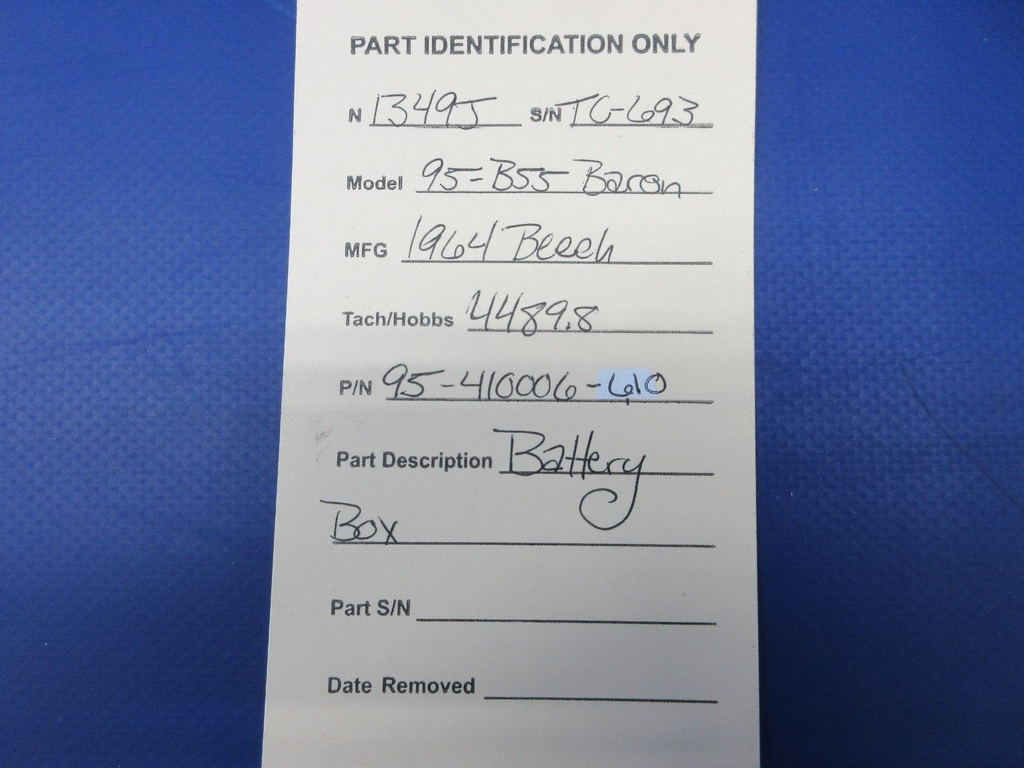 PART IDENTIFICATION ONLY
N 1349J S/N TC-693
Model 95-B55 Baron
MFG 1964 Beech
Tach/Hobbs 4489.8
P/N 95-410006-610
Part Description Battery
Box
Part S/N
Date Removed